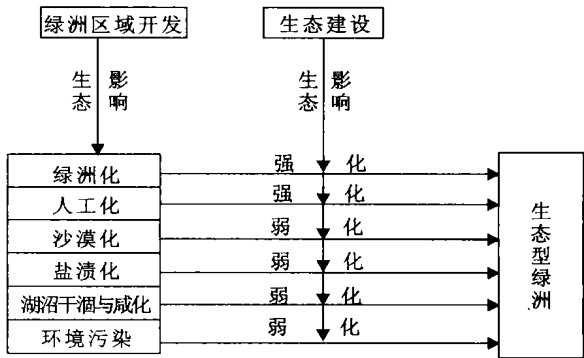 绿洲区域开发
生态建设
生态 影响
生态 影响
绿洲化 强 化
人工化 强 化
沙漠化 弱 化
盐渍化 弱 化
湖沼干涸与咸化 弱 化
环境污染 弱 化
生态型绿洲